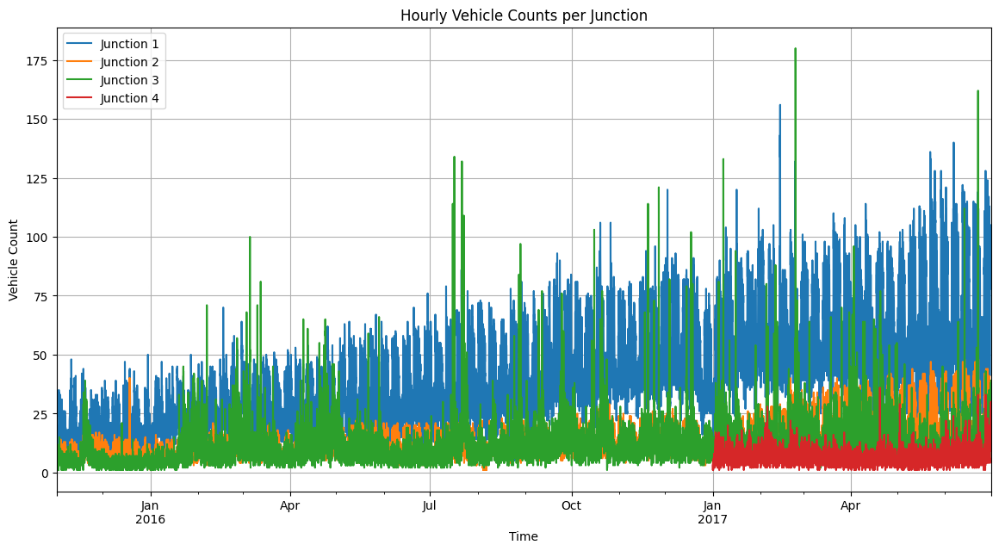 Hourly Vehicle Counts per Junction
Junction 1
Junction 2
Junction 3
Junction 4
Vehicle Count
175
150
125
100
75
50
25
0
Jan Apr Jul Oct Jan Apr
2016 2017
Time